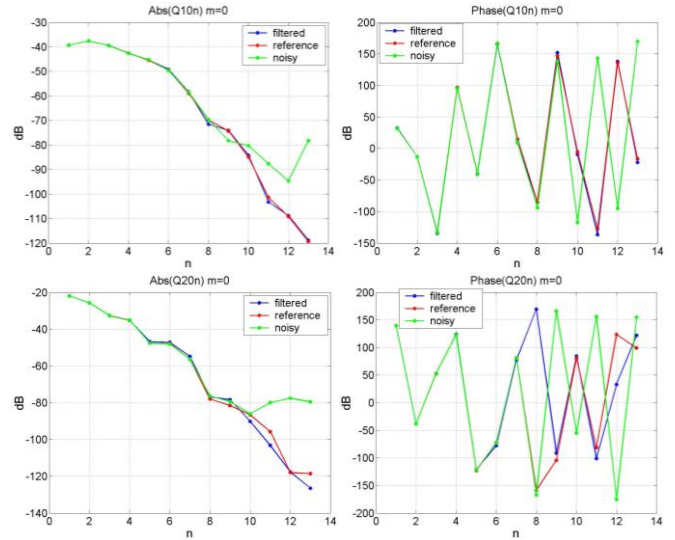 Abs(Q10n) m=0
-30
-40
-50
-60
-70
-80
-90
-100
-110
-120
dB
0
2
4
6
8
10
12
14
n
filtered
reference
noisy
Phase(Q10n) m=0
200
150
100
50
0
-50
-100
-150
dB
0
2
4
6
8
10
12
14
n
filtered
reference
noisy
Abs(Q20n) m=0
-20
-40
-60
-80
-100
-120
-140
dB
0
2
4
6
8
10
12
14
n
filtered
reference
noisy
Phase(Q20n) m=0
200
150
100
50
0
-50
-100
-150
-200
dB
0
2
4
6
8
10
12
14
n
filtered
reference
noisy